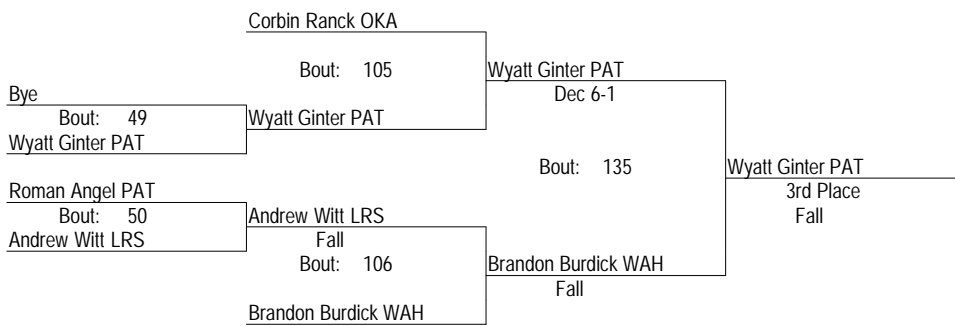 Corbin Ranck OKA
Bout: 105
Wyatt Ginter PAT
Dec 6-1
Bye
Bout: 49
Wyatt Ginter PAT
Wyatt Ginter PAT
Bout: 135
Wyatt Ginter PAT
3rd Place
Fall
Roman Angel PAT
Bout: 50
Andrew Witt LRS
Andrew Witt LRS
Fall
Bout: 106
Brandon Burdick WAH
Fall
Brandon Burdick WAH